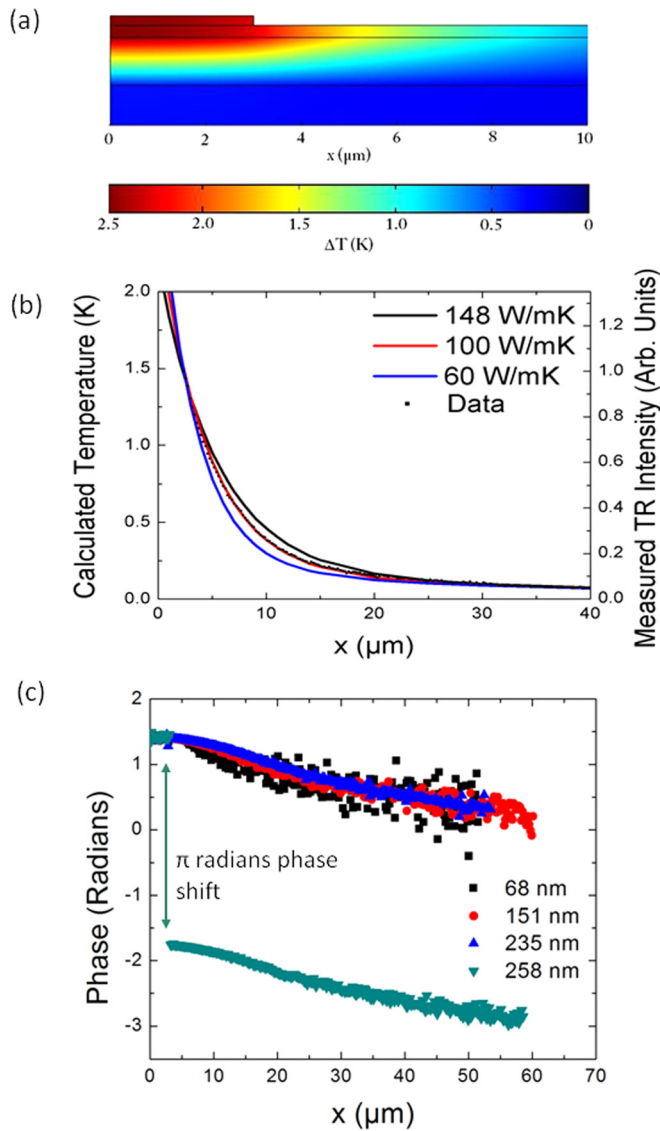 (a)
0 2 4 6 8 10
x (μm)
2.5 2.0 1.5 1.0 0.5 0
ΔT (K)
(b)
Calculated Temperature (K)
2.0
1.5
1.0
0.5
0.0
148 W/mK
100 W/mK
60 W/mK
Data
1.2
1.0
0.8
0.6
0.4
0.2
0.0
Measured TR Intensity (Arb. Units)
0 10 20 30 40
x (μm)
(c)
Phase (Radians)
2
1
0
-1
-2
-3
π radians phase
shift
68 nm
151 nm
235 nm
258 nm
0 10 20 30 40 50 60 70
x (μm)